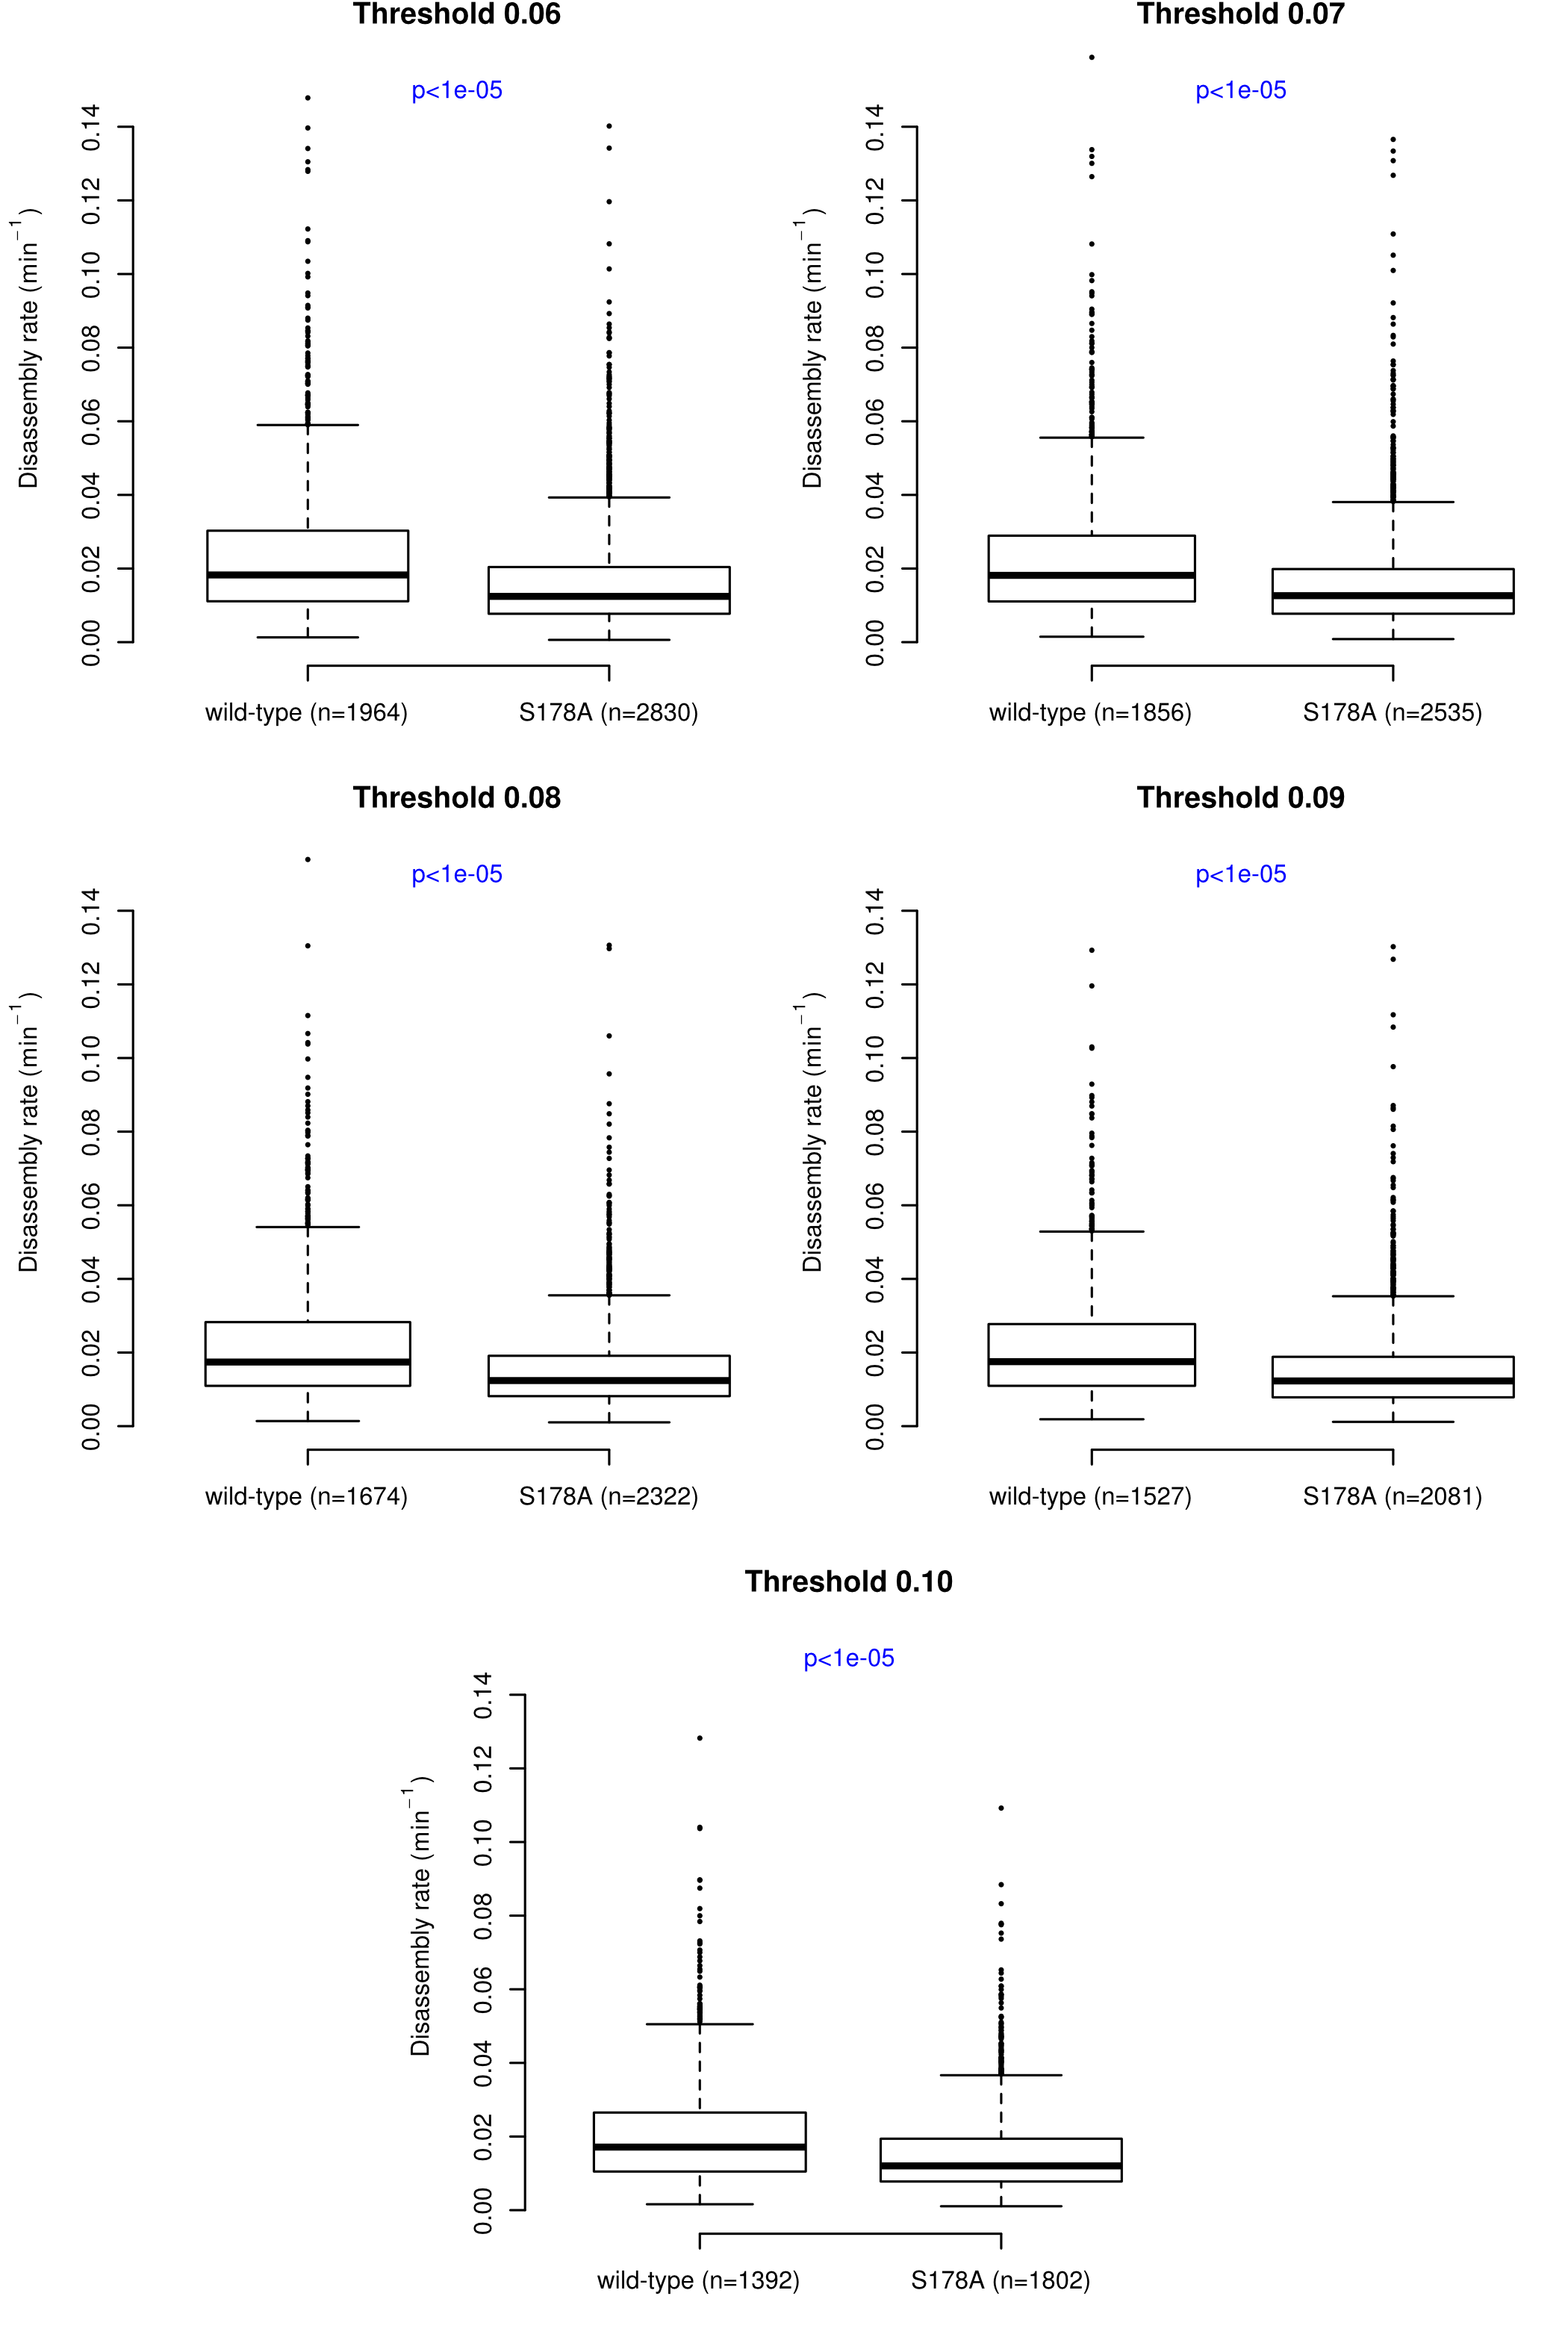 Threshold 0.06
p<1e-05
Disassembly rate (min⁻¹)
0.14
0.12
0.10
0.08
0.06
0.04
0.02
0.00
wild-type (n=1964) S178A (n=2830)
Threshold 0.07
p<1e-05
Disassembly rate (min⁻¹)
0.14
0.12
0.10
0.08
0.06
0.04
0.02
0.00
wild-type (n=1856) S178A (n=2535)
Threshold 0.08
p<1e-05
Disassembly rate (min⁻¹)
0.14
0.12
0.10
0.08
0.06
0.04
0.02
0.00
wild-type (n=1674) S178A (n=2322)
Threshold 0.09
p<1e-05
Disassembly rate (min⁻¹)
0.14
0.12
0.10
0.08
0.06
0.04
0.02
0.00
wild-type (n=1527) S178A (n=2081)
Threshold 0.10
p<1e-05
Disassembly rate (min⁻¹)
0.14
0.12
0.10
0.08
0.06
0.04
0.02
0.00
wild-type (n=1392) S178A (n=1802)